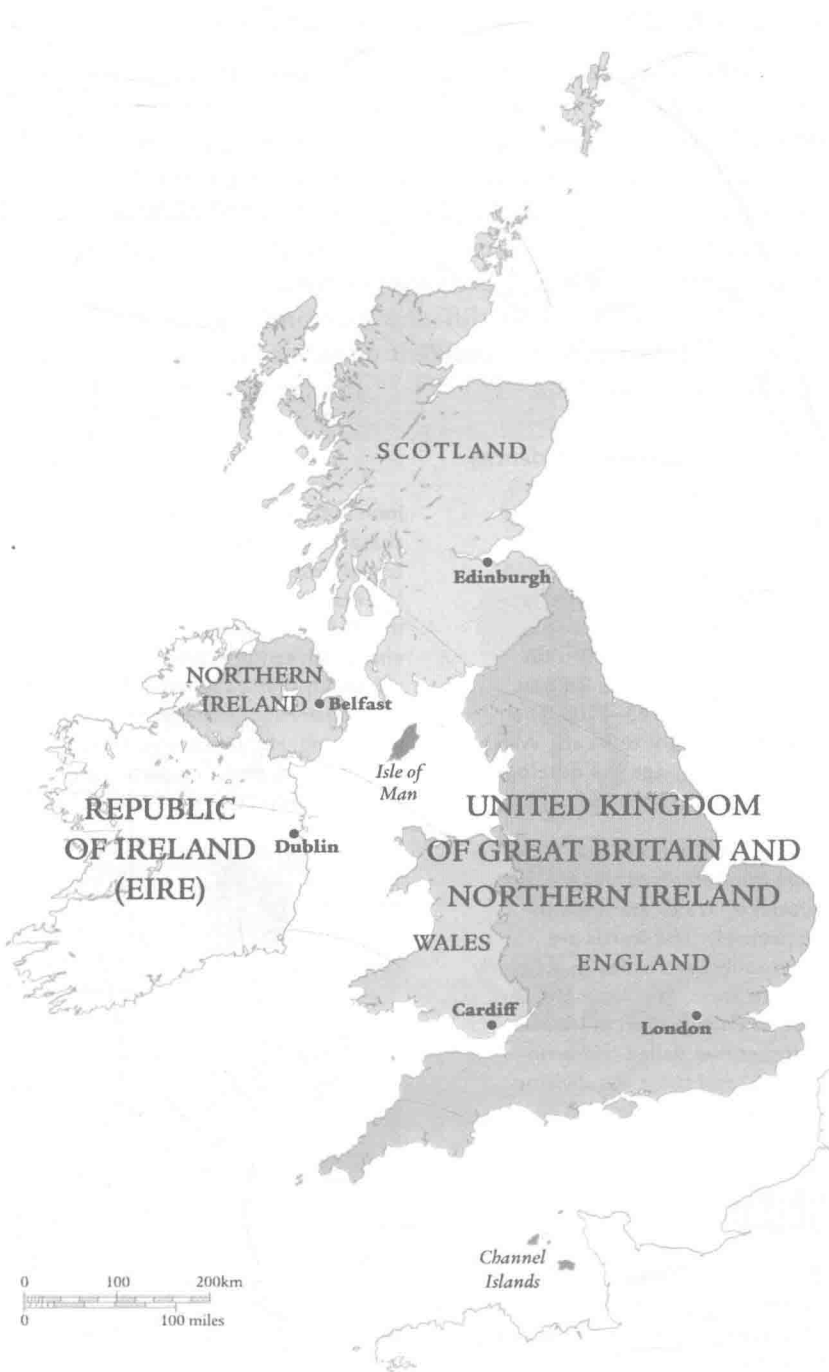 SCOTLAND
Edinburgh
NORTHERN
IRELAND
Belfast
Isle of
Man
REPUBLIC
OF IRELAND
(EIRE)
Dublin
UNITED KINGDOM
OF GREAT BRITAIN AND
NORTHERN IRELAND
WALES
ENGLAND
Cardiff
London
Channel
Islands
0 100 200km
0 100 miles